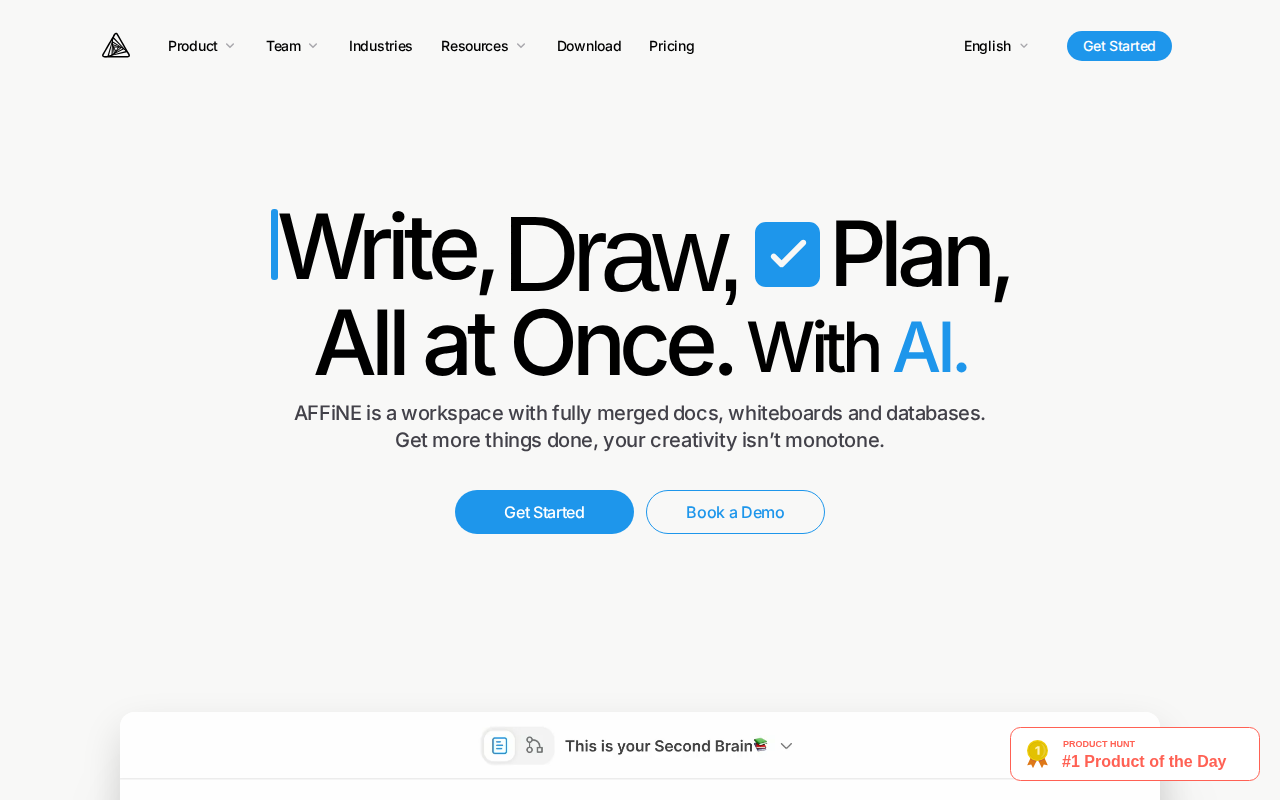 Product Team Industries Resources Download Pricing English Get Started
Write, Draw, Plan,
All at Once. With AI.
AFFiNE is a workspace with fully merged docs, whiteboards and databases.
Get more things done, your creativity isn’t monotone.
Get Started Book a Demo
This is your Second Brain📚
1
PRODUCT HUNT
#1 Product of the Day